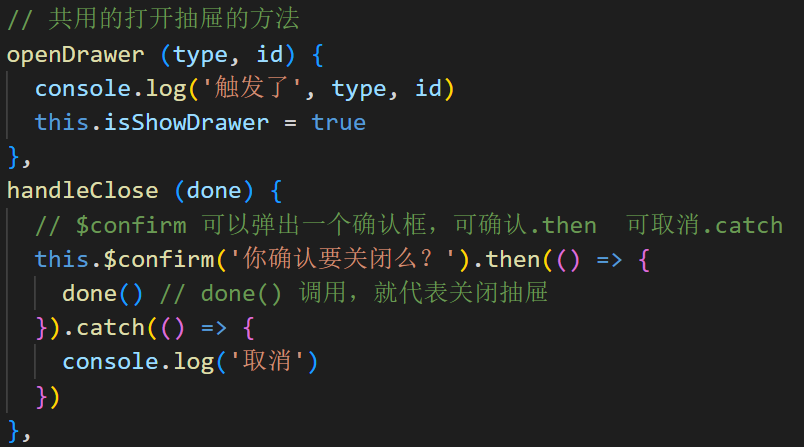 // 共用的打开抽屉的方法
openDrawer (type, id) {
  console.log('触发了', type, id)
  this.isShowDrawer = true
},
handleClose (done) {
  // $confirm 可以弹出一个确认框，可确认.then  可取消.catch
  this.$confirm('你确认要关闭么？').then(() => {
    done() // done() 调用，就代表关闭抽屉
  }).catch(() => {
    console.log('取消')
  })
},